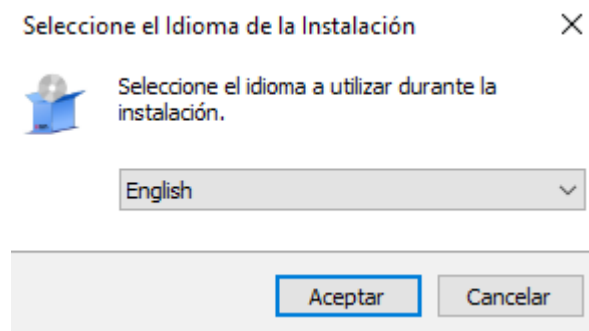 Seleccione el Idioma de la Instalación
Seleccione el idioma a utilizar durante la
instalación.
English
Aceptar
Cancelar